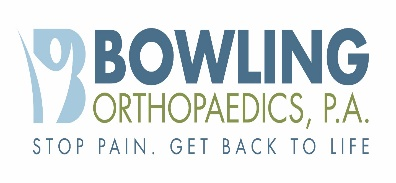 BOWLING
ORTHOPAEDICS, P.A.
STOP PAIN. GET BACK TO LIFE